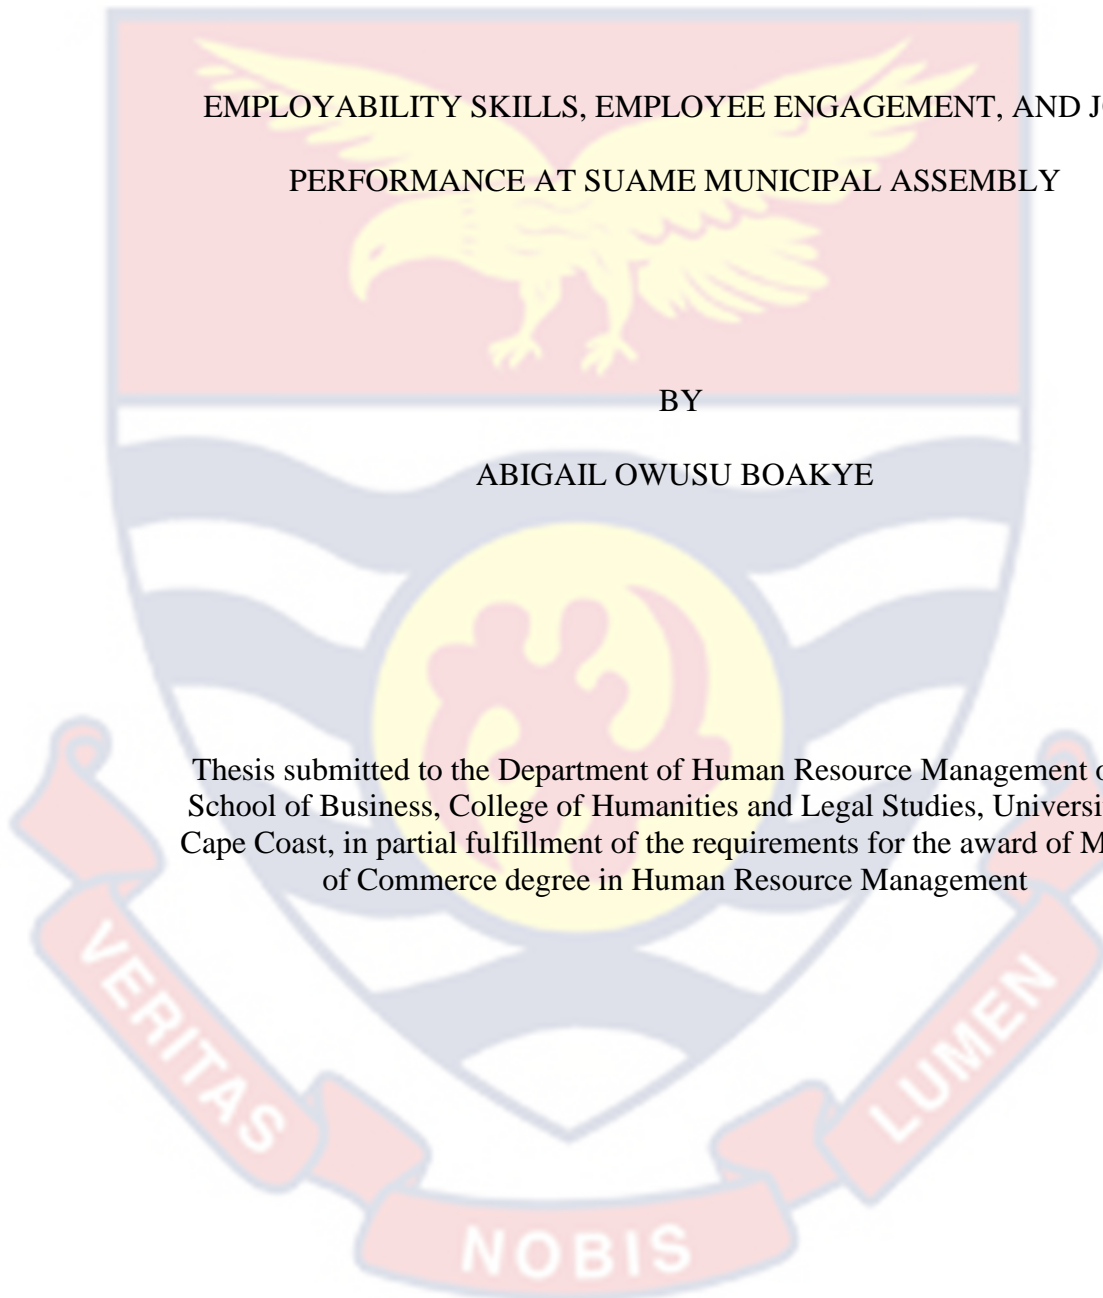 EMPLOYABILITY SKILLS, EMPLOYEE ENGAGEMENT, AND
PERFORMANCE AT SUAME MUNICIPAL ASSEMBLY
BY
ABIGAIL OWUSU BOAKYE
Thesis submitted to the Department of Human Resource Management
School of Business, College of Humanities and Legal Studies,
Cape Coast, in partial fulfillment of the requirements for the award of
of Commerce degree in Human Resource Management
VERITAS
NOBIS
LUMEN